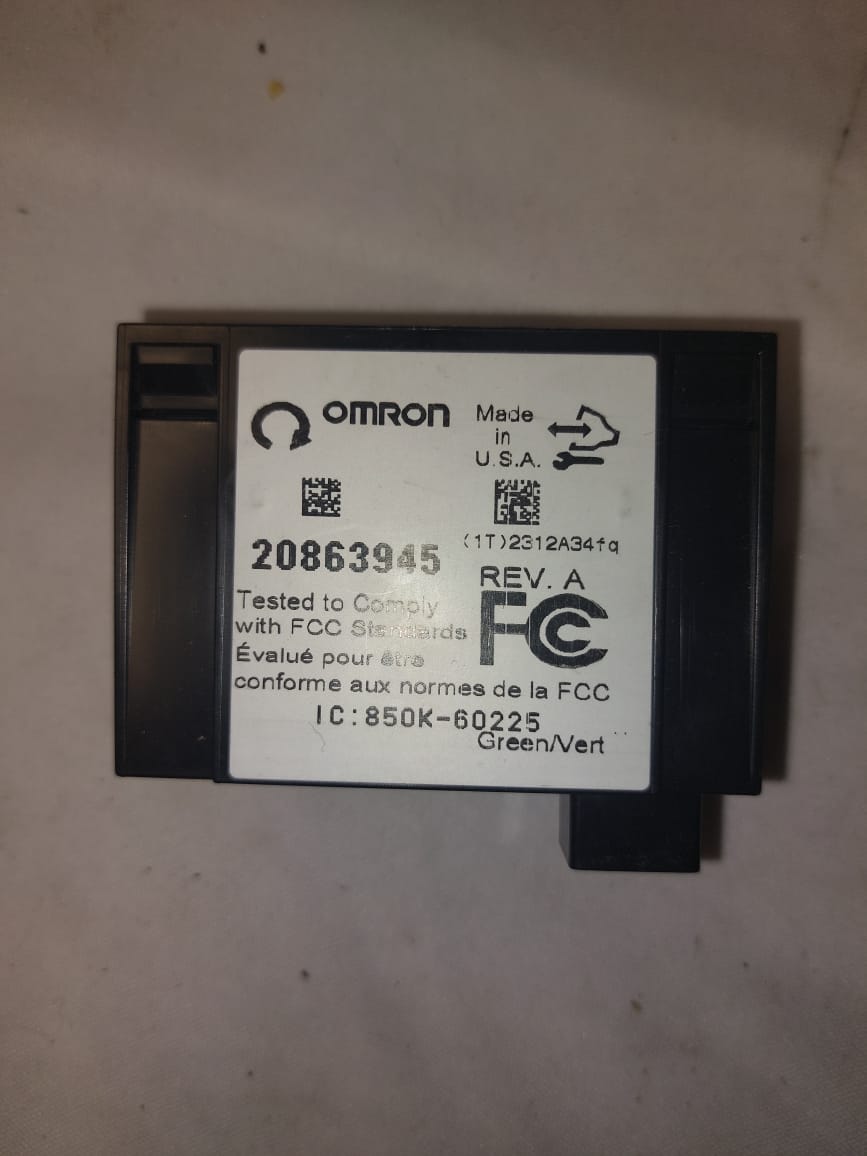 OMRON
Made
in
U.S.A.
20863945
(1T)2312A34fq
REV. A
FC
Tested to Comply
with FCC Standards
Évalué pour être
conforme aux normes de la FCC
IC:850K-60225
Green/Vert